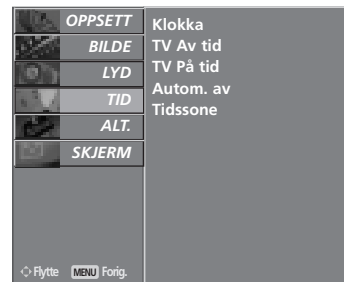 OPPSETT
BILDE
LYD
TID
ALT.
SKJERM
Klokka
TV Av tid
TV På tid
Autom. av
Tidssone
Flytte MENU Forig.